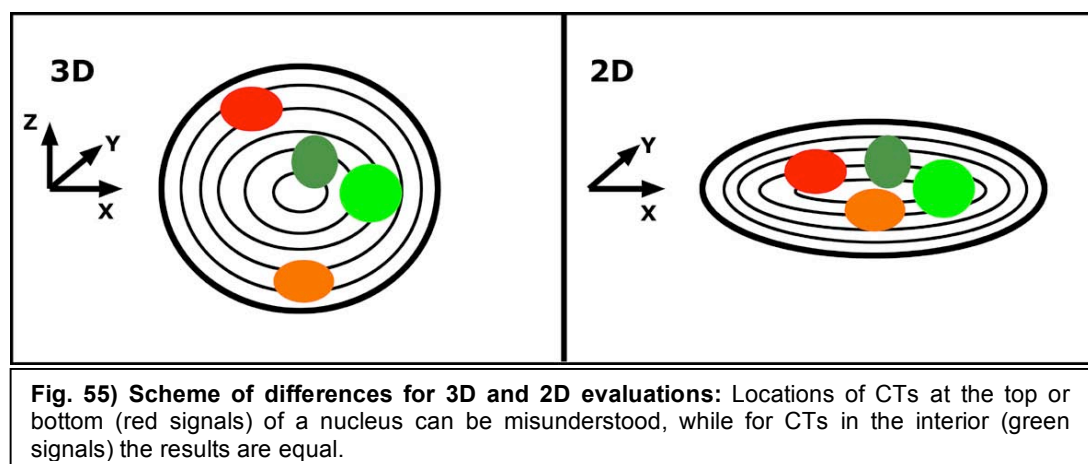 3D
Z
Y
X
2D
Y
X
Fig. 55) Scheme of differences for 3D and 2D evaluations: Locations of CTs at the top or
bottom (red signals) of a nucleus can be misunderstood, while for CTs in the interior (green
signals) the results are equal.